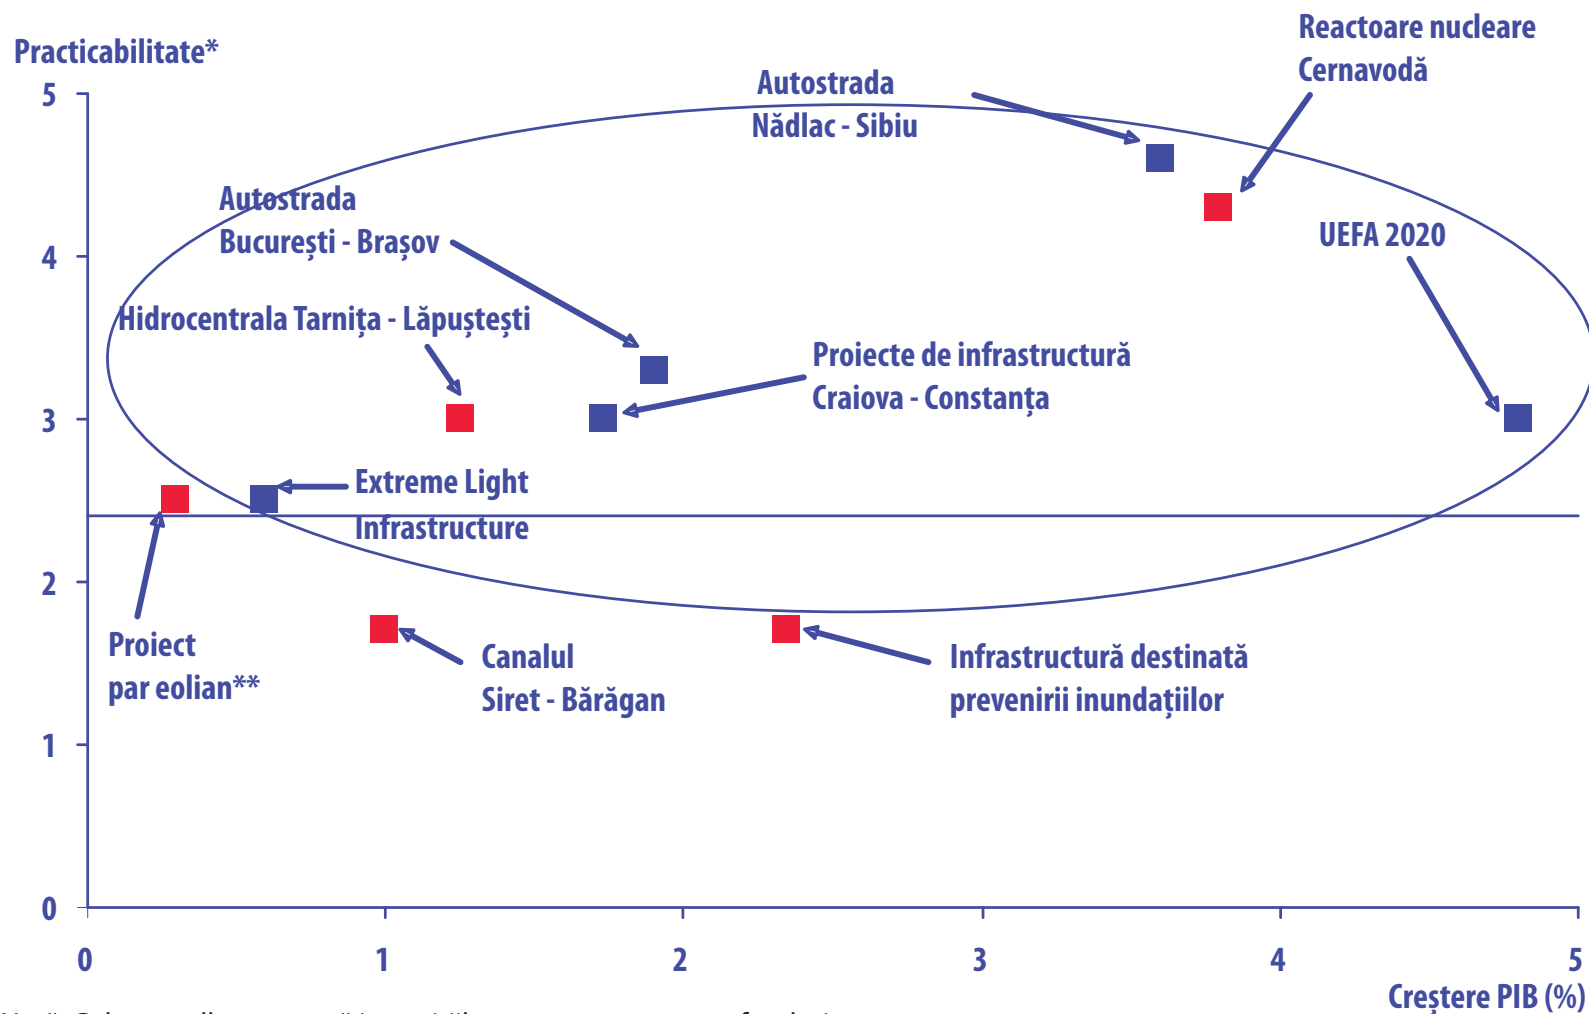 Practicabilitate*
Reactoare nucleare
Cernavodă
Autostrada
Nădlac - Sibiu
Autostrada
București - Brașov
UEFA 2020
Hidrocentrala Tarnița - Lăpuștești
Proiecte de infrastructură
Craiova - Constanța
Extreme Light
Infrastructure
Proiect
par eolian**
Canalul
Siret - Bărăgan
Infrastructură destinată
prevenirii inundațiilor
5
4
3
2
1
0
0 1 2 3 4 5
Creștere PIB (%)